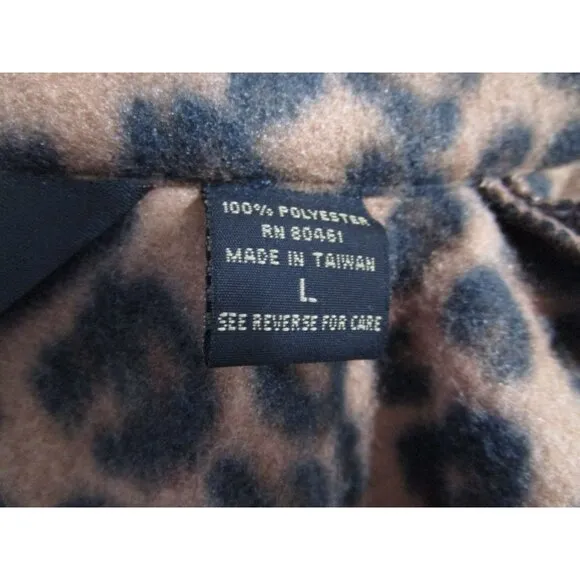 100% POLYESTER
RN 80461
MADE IN TAIWAN
L
SEE REVERSE FOR CARE